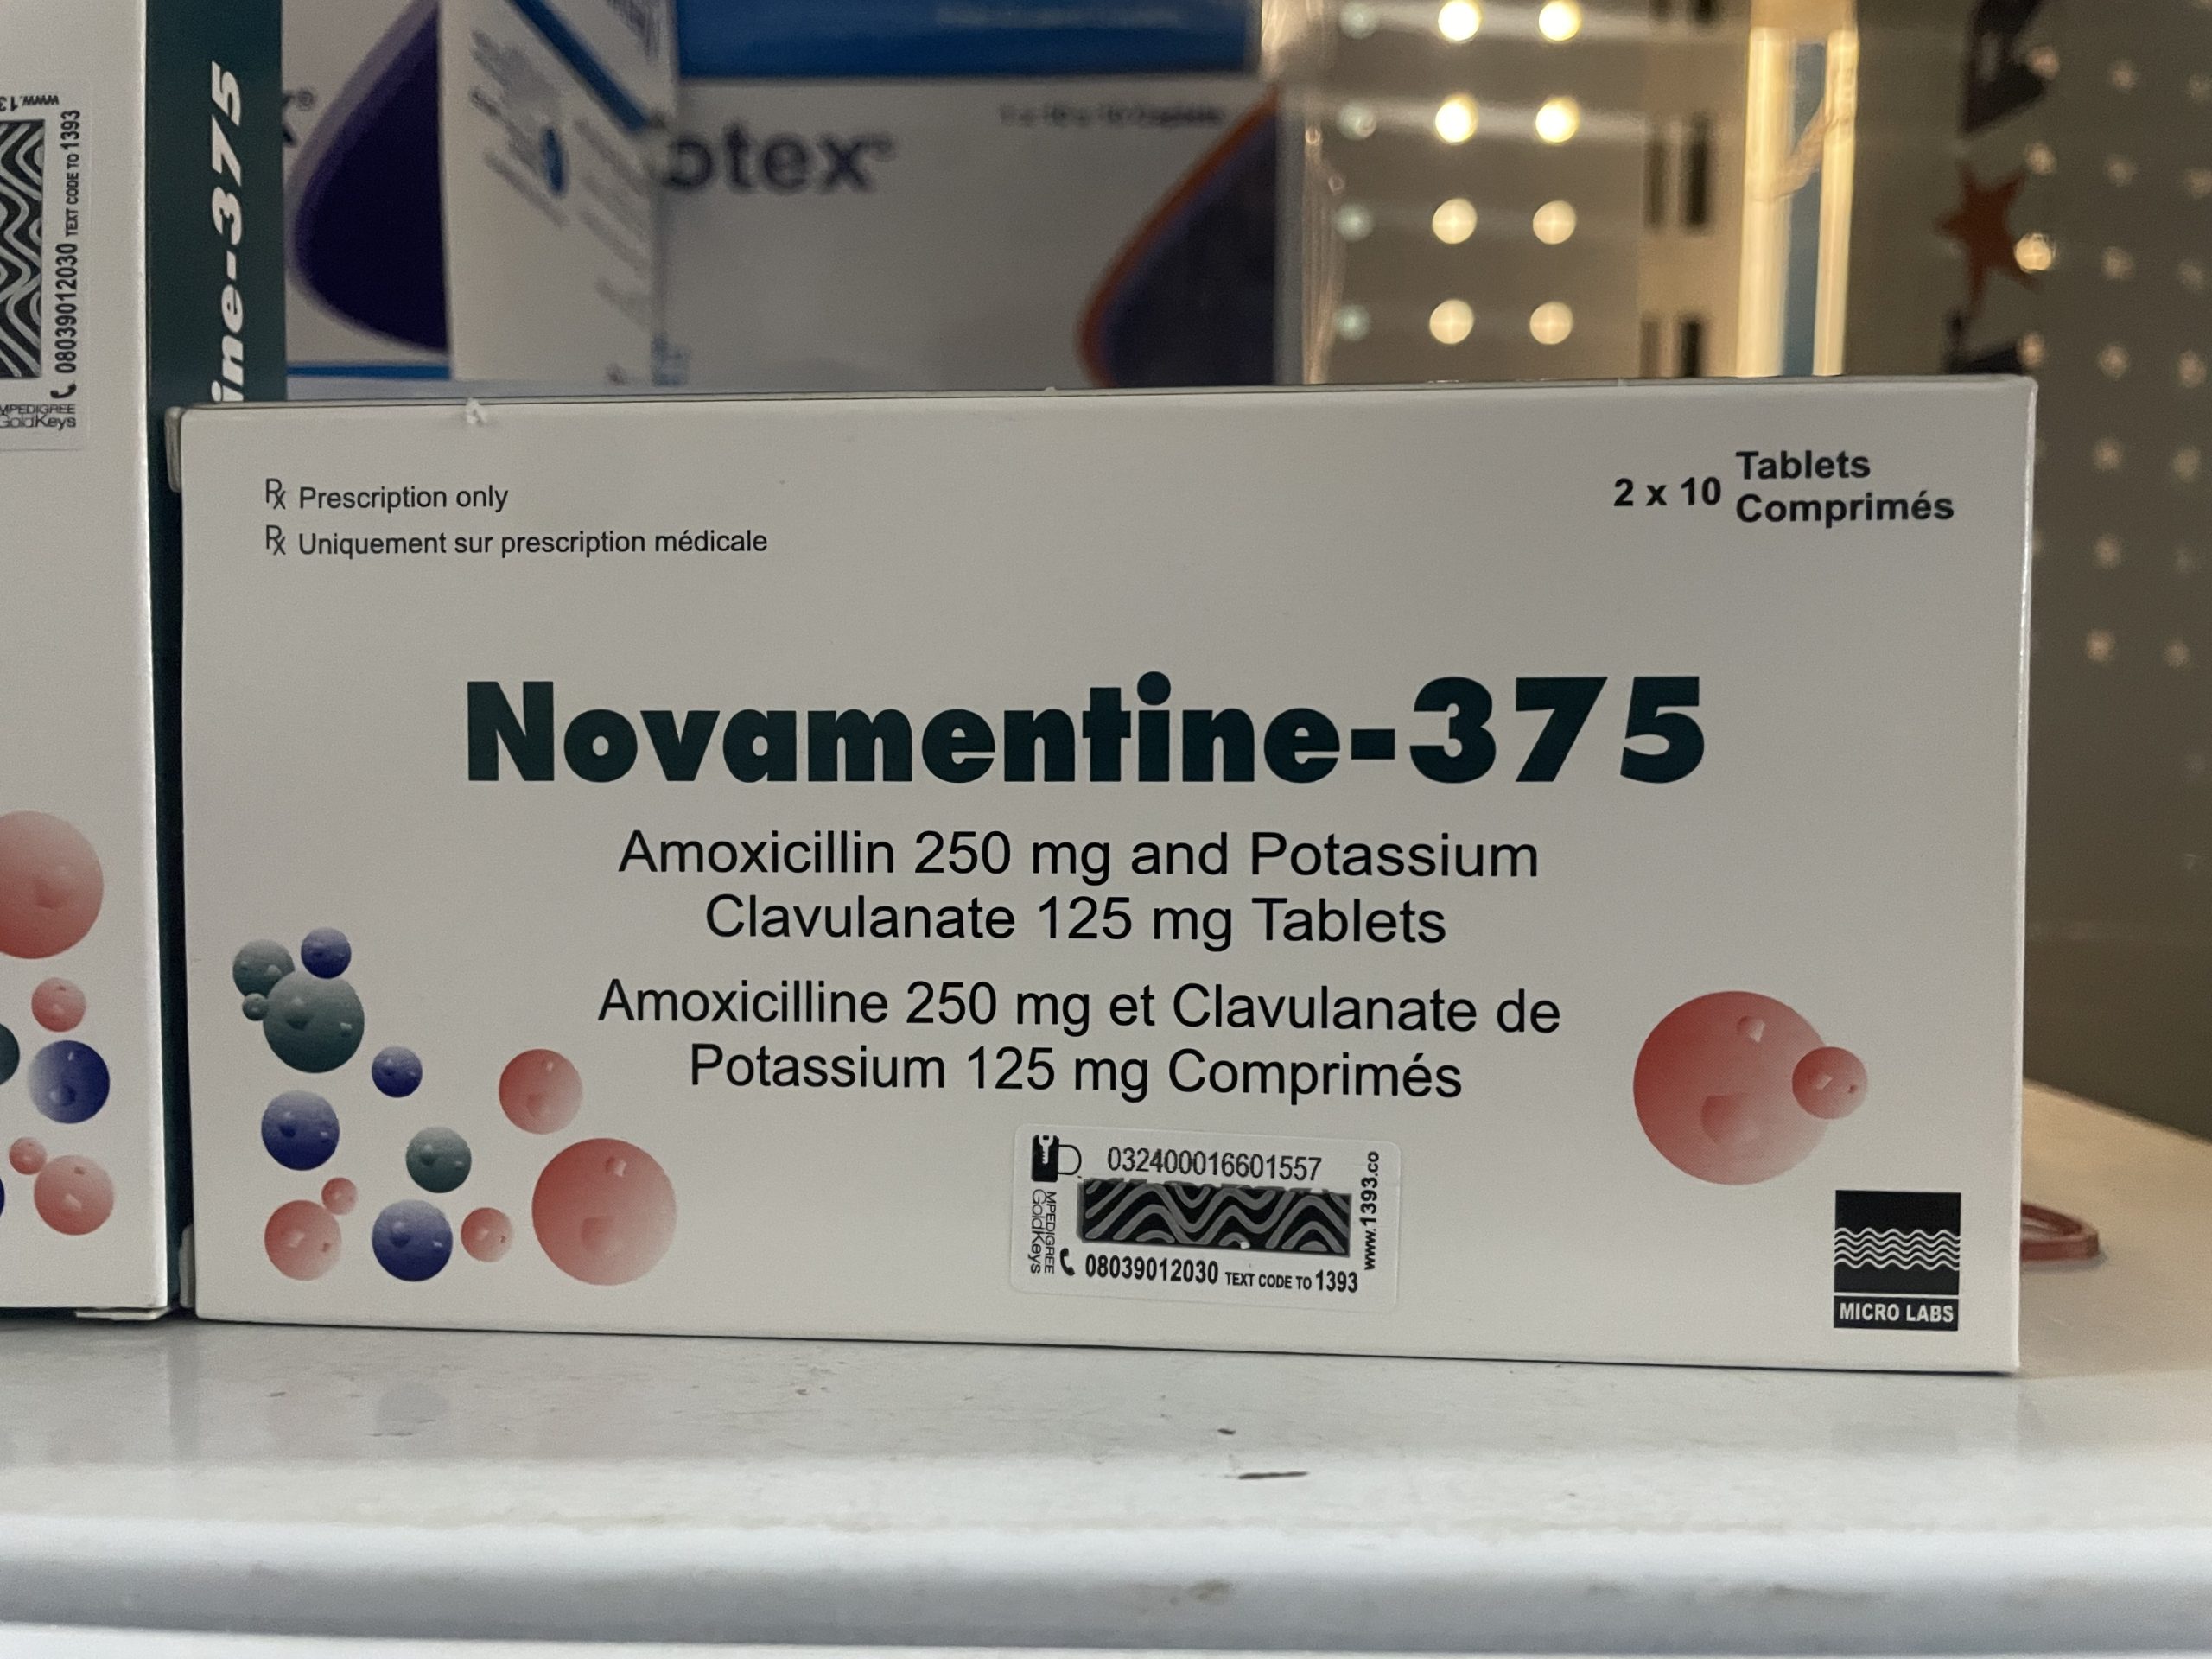 ine-375
08039012030 TEXT CODE TO 1393
MPEDIGREE
GoldKeys
otex®
℞ Prescription only
℞ Uniquement sur prescription médicale
2 x 10 Tablets
Comprimés
Novamentine-375
Amoxicillin 250 mg and Potassium
Clavulanate 125 mg Tablets
Amoxicilline 250 mg et Clavulanate de
Potassium 125 mg Comprimés
032400016601557
MPEDIGREE
GoldKeys
www.1393.co
08039012030 TEXT CODE TO 1393
MICRO LABS